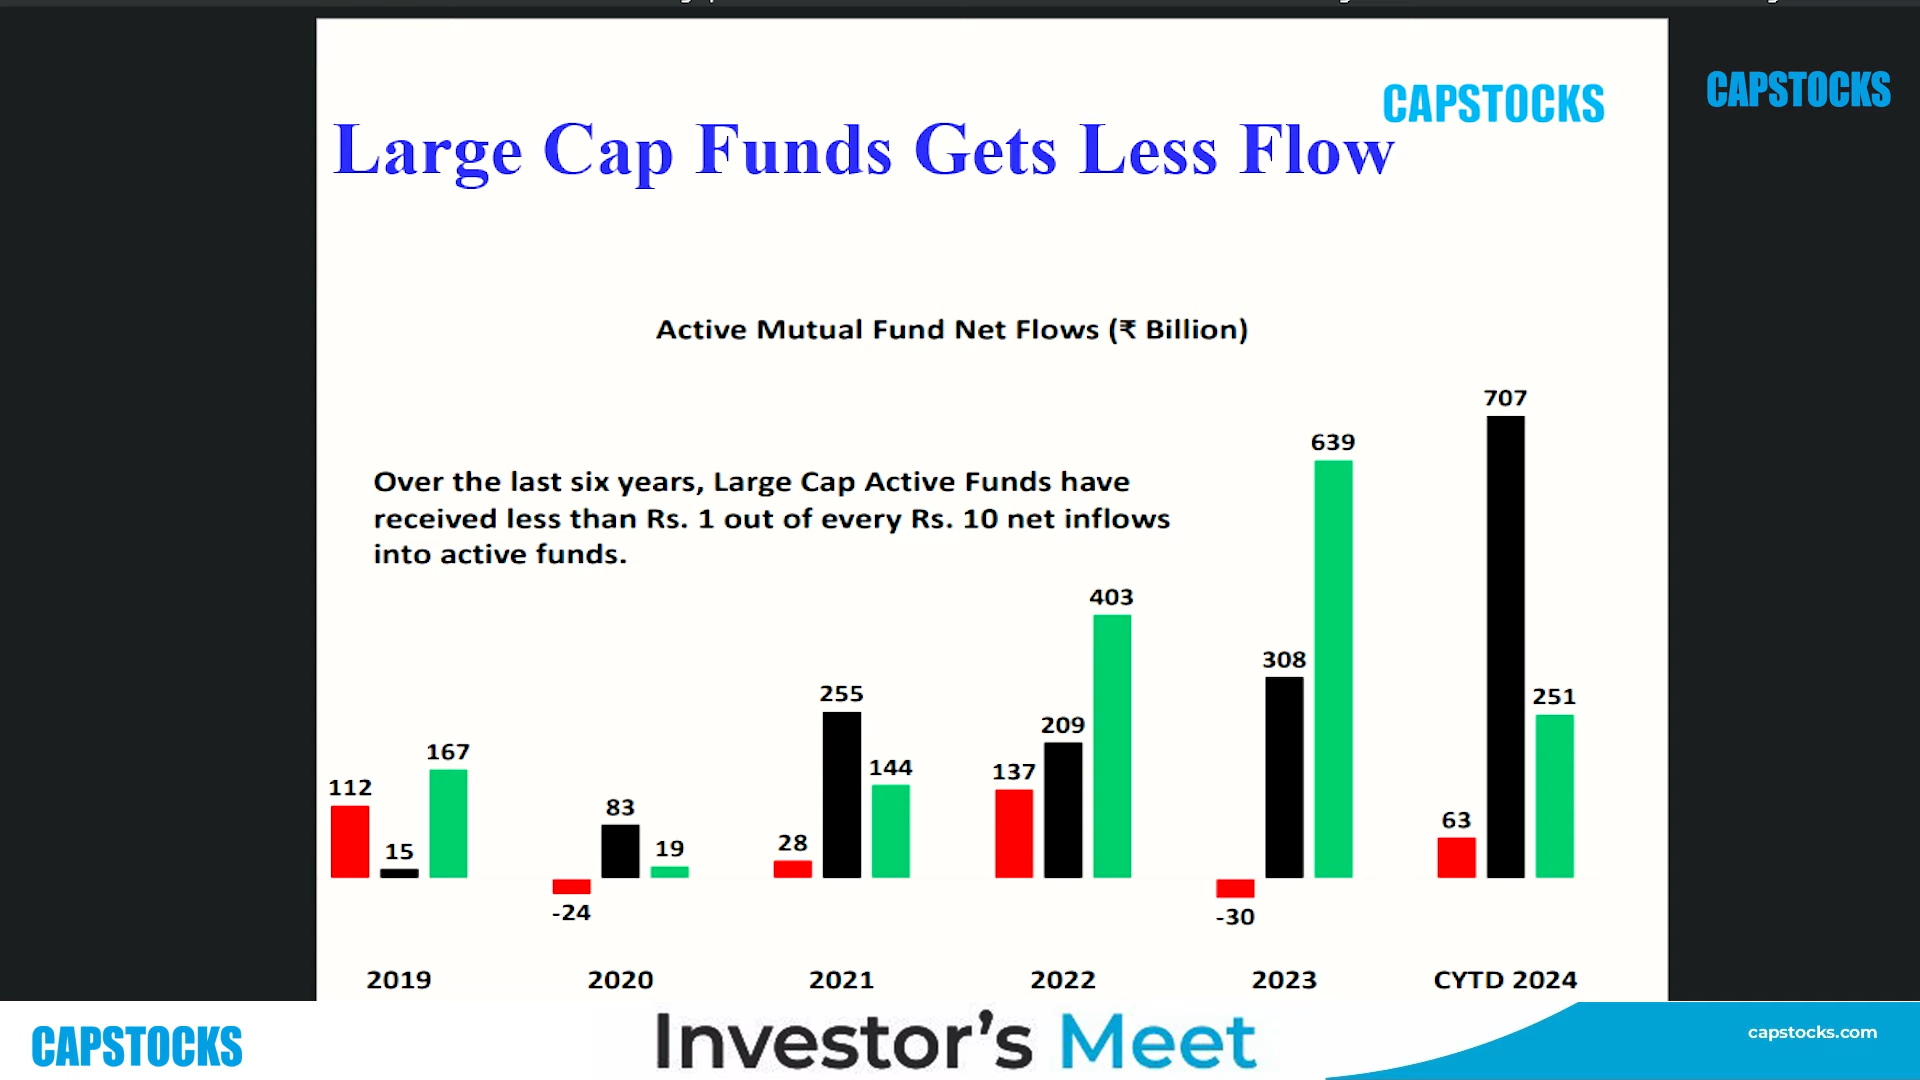 CAPSTOCKS
CAPSTOCKS
Large Cap Funds Gets Less Flow
Active Mutual Fund Net Flows (₹ Billion)
Over the last six years, Large Cap Active Funds have
received less than Rs. 1 out of every Rs. 10 net inflows
into active funds.
112
15
167
-24
83
19
28
255
144
137
209
403
-30
308
639
63
707
251
2019
2020
2021
2022
2023
CYTD 2024
CAPSTOCKS
Investor's Meet
capstocks.com